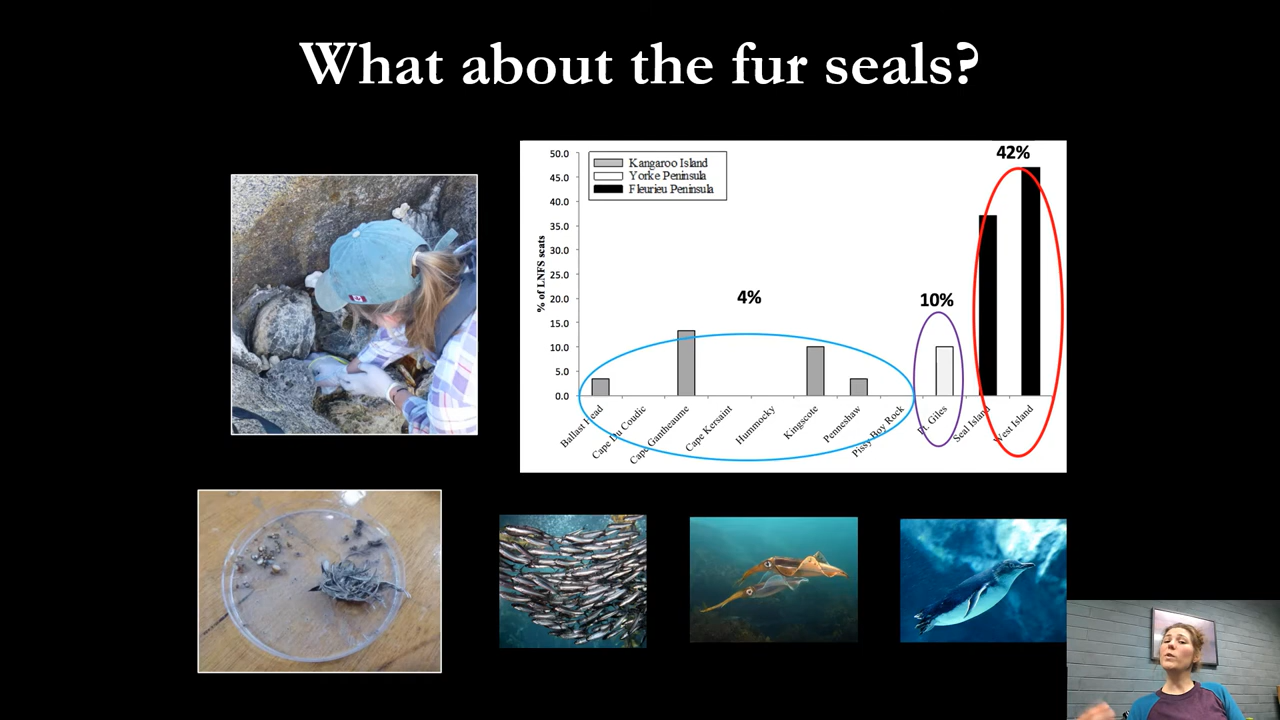 What about the fur seals?
50.0
45.0
40.0
35.0
30.0
25.0
20.0
15.0
10.0
5.0
0.0
% of LNFS scats
Kangaroo Island
Yorke Peninsula
Fleurieu Peninsula
4%
10%
42%
Ballast Head
Cape Du Coudic
Cape Gantheaume
Cape Kersaint
Hummocky
Kingscote
Penneshaw
Pissy Boy Rock
Pt. Giles
Seal Island
West Island